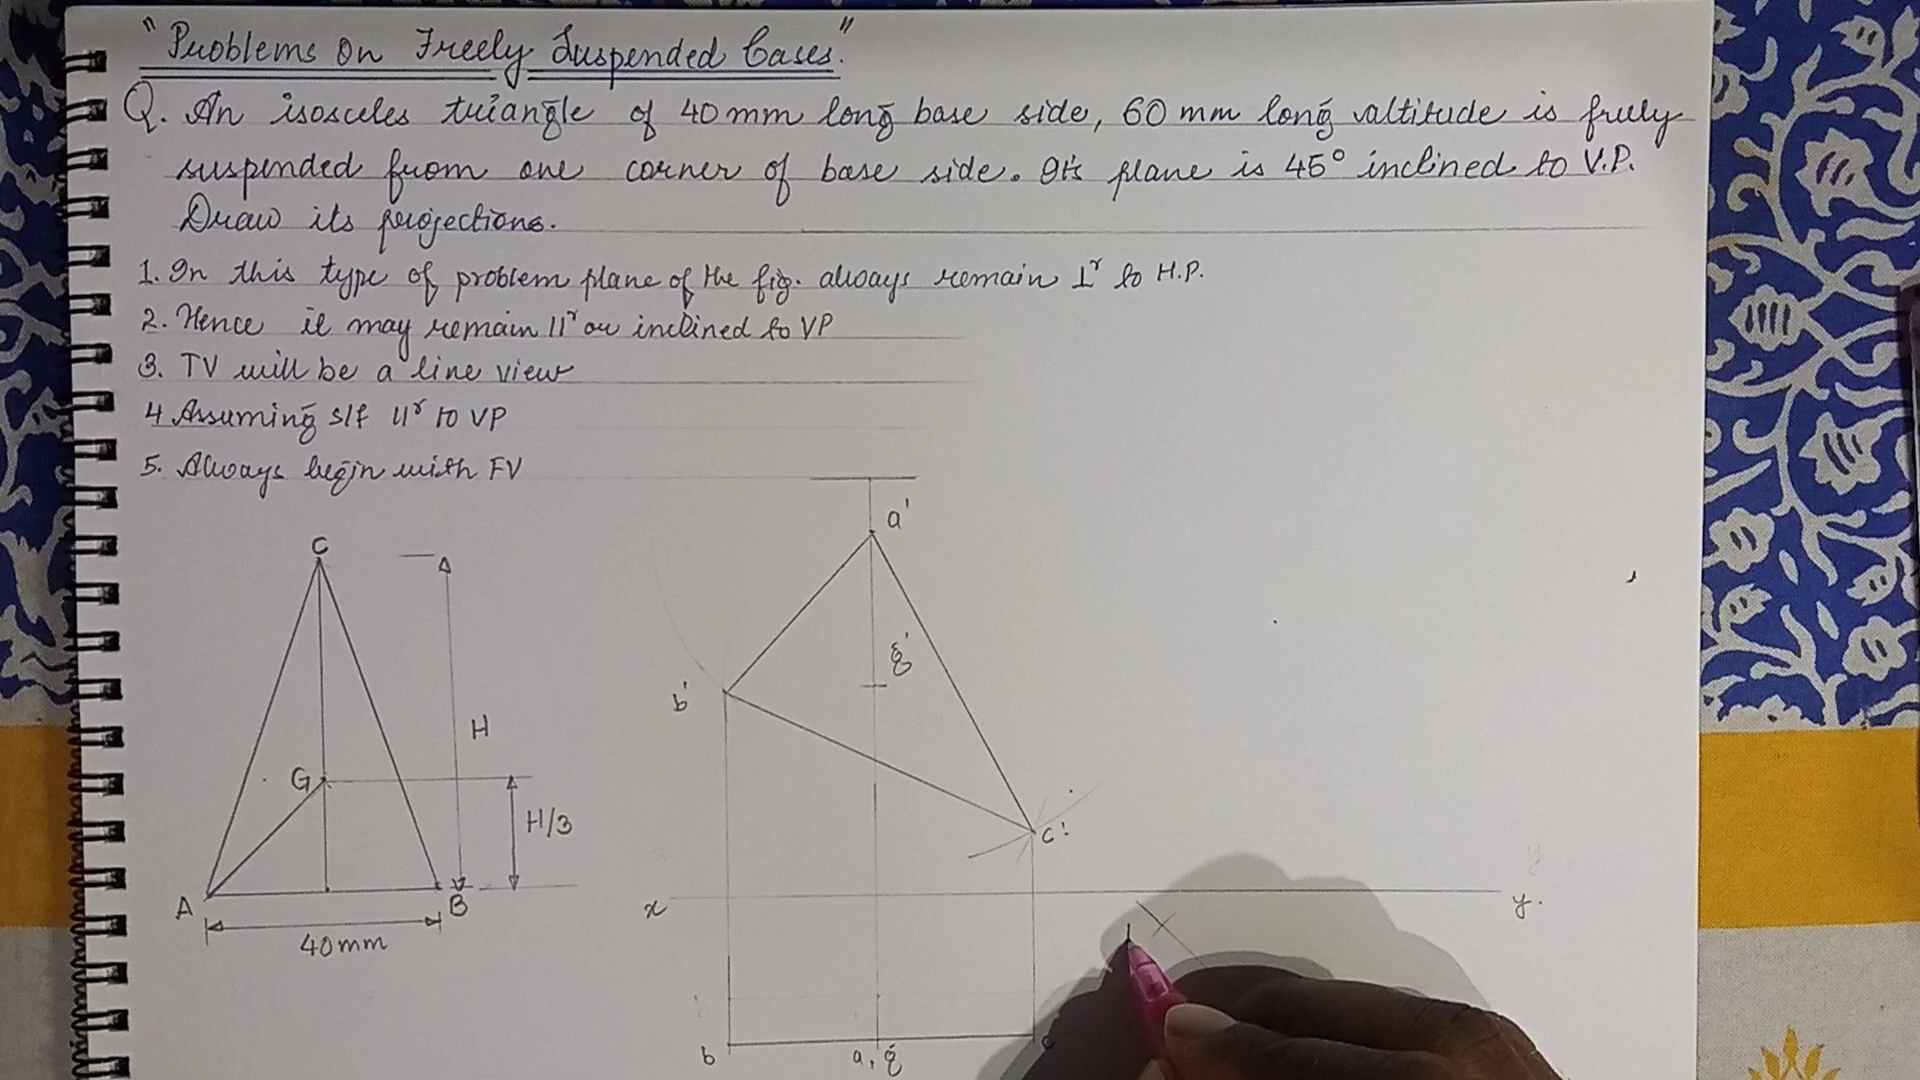 "Problems On Freely Suspended Cases."
Q. An isosceles triangle of 40 mm long base side, 60 mm long altitude is freely
suspended from one corner of base side. Its plane is 45° inclined to V.P.
Draw its projections.
1. In this type of problem plane of the fig. always remain ⊥r to H.P.
2. Hence it may remain 11r or inclined to VP
3. TV will be a line view
4 Assuming s/f 11r to VP
5. Always begin with FV
C
H
G
H/3
A
B
40mm
a'
g'
b'
c'
x
y.
b
a, g
c